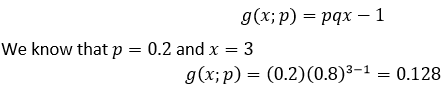 g(x; p) = pqx − 1
We know that p = 0.2 and x = 3
g(x; p) = (0.2)(0.8)³⁻¹ = 0.128